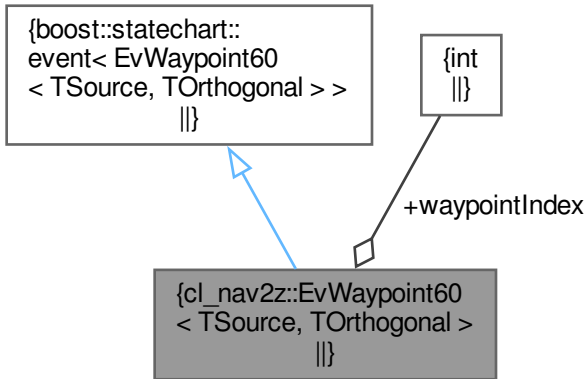 {boost::statechart::
event< EvWaypoint60
< TSource, TOrthogonal > >
||}
{int
||}
+waypointIndex
{cl_nav2z::EvWaypoint60
< TSource, TOrthogonal >
||}